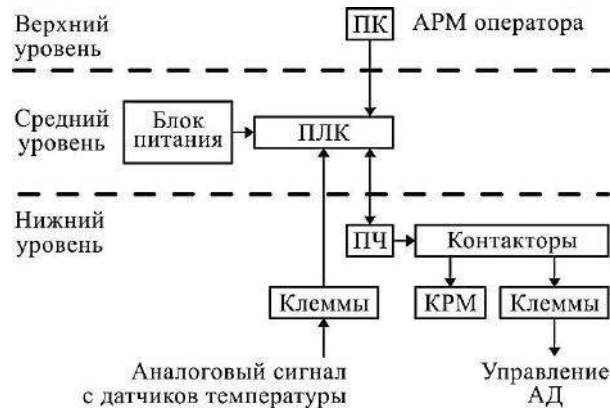 Верхний
уровень
ПК
АРМ оператора
Средний
уровень
Блок
питания
ПЛК
Нижний
уровень
ПЧ
Контакторы
Клеммы
КРМ
Клеммы
Аналоговый сигнал
с датчиков температуры
Управление
АД